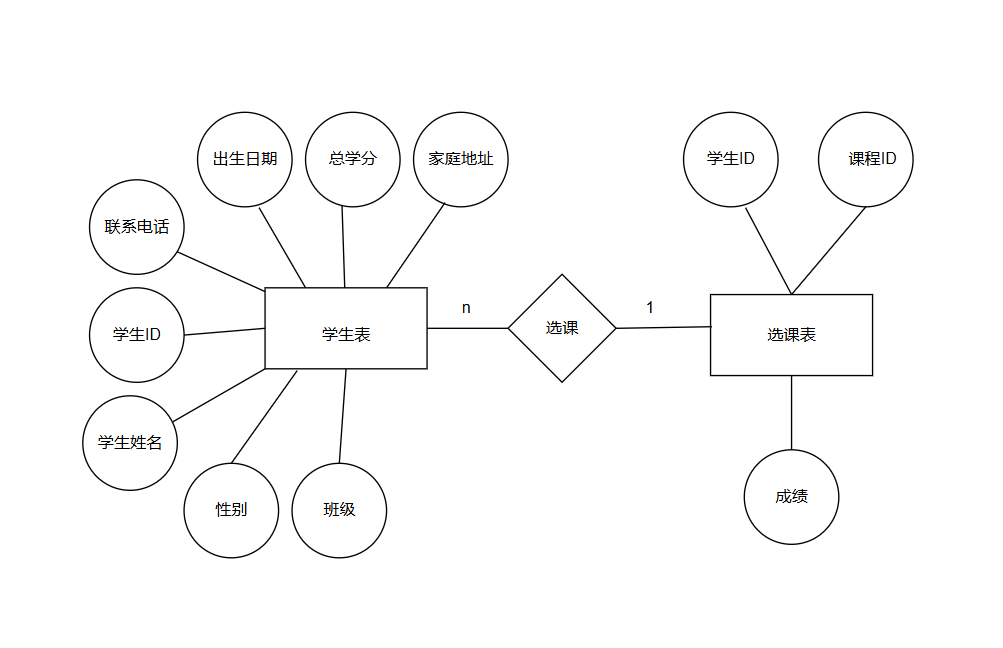 出生日期
总学分
家庭地址
学生ID
课程ID
联系电话
学生ID
学生表
n
选课
1
选课表
学生姓名
性别
班级
成绩